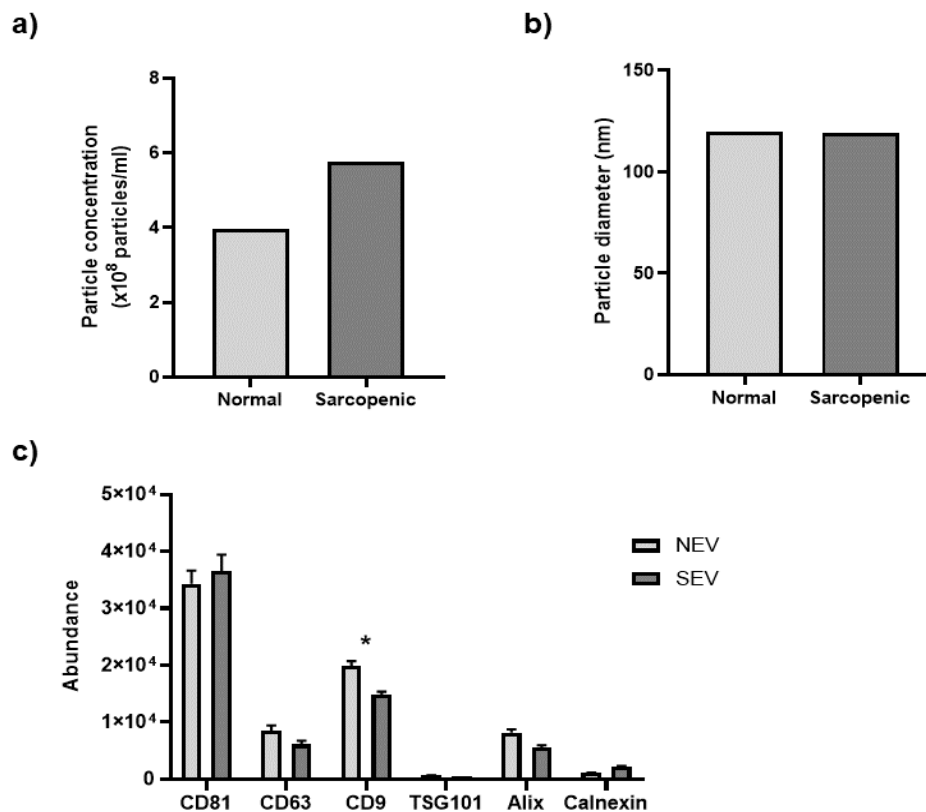 a)
Particle concentration
(x10⁸ particles/ml)
8
6
4
2
0
Normal Sarcopenic
b)
Particle diameter (nm)
150
100
50
0
Normal Sarcopenic
c)
Abundance
5×10⁴
4×10⁴
3×10⁴
2×10⁴
1×10⁴
0
*
CD81 CD63 CD9 TSG101 Alix Calnexin
NEV
SEV